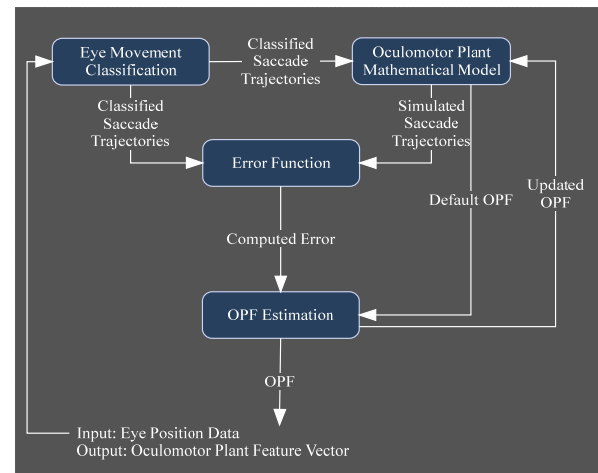 Eye Movement
Classification
Classified
Saccade
Trajectories
Oculomotor Plant
Mathematical Model
Classified
Saccade
Trajectories
Simulated
Saccade
Trajectories
Error Function
Default OPF
Updated
OPF
Computed Error
OPF Estimation
OPF
Input: Eye Position Data
Output: Oculomotor Plant Feature Vector